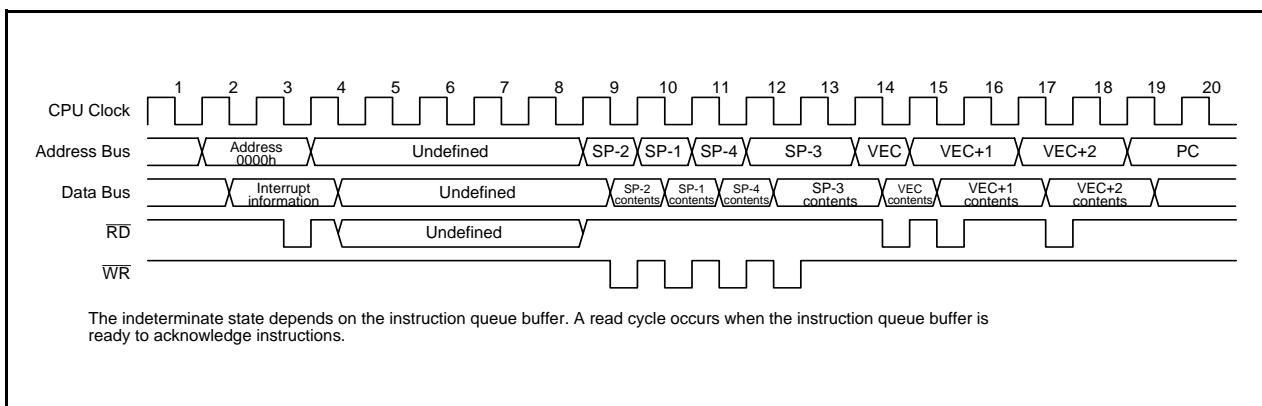 1 2 3 4 5 6 7 8 9 10 11 12 13 14 15 16 17 18 19 20
CPU Clock
Address Bus
Address
0000h
Undefined
SP-2
SP-1
SP-4
SP-3
VEC
VEC+1
VEC+2
PC
Data Bus
Interrupt
information
Undefined
SP-2
contents
SP-1
contents
SP-4
contents
SP-3
contents
VEC
contents
VEC+1
contents
VEC+2
contents
RD
Undefined
WR
The indeterminate state depends on the instruction queue buffer. A read cycle occurs when the instruction queue buffer is
ready to acknowledge instructions.